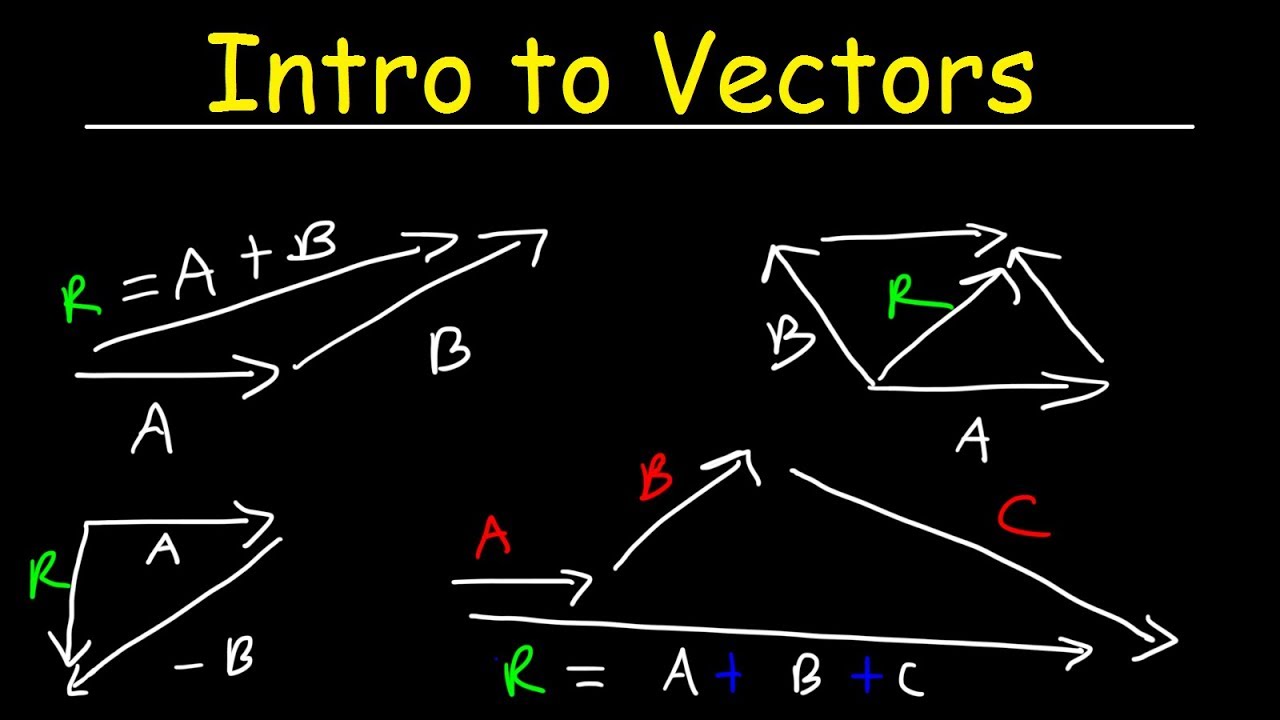 Intro to Vectors
R = A + B
B
A
R
B
A
R
A
- B
A
B
C
R = A + B + C